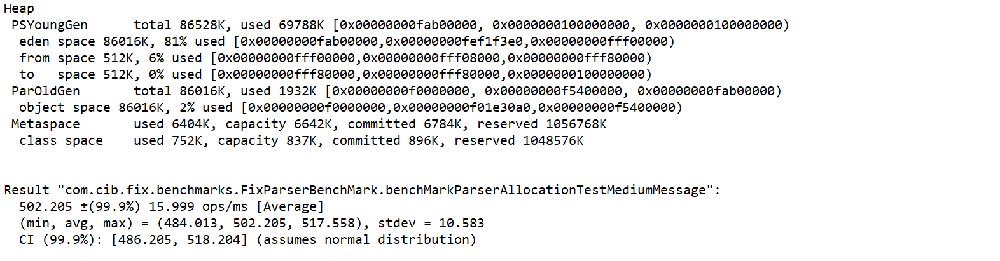 Heap
PSYoungGen total 86528K, used 69788K [0x00000000fab00000, 0x0000000100000000, 0x0000000100000000)
eden space 86016K, 81% used [0x00000000fab00000,0x00000000fef1f3e0,0x00000000fff00000)
from space 512K, 6% used [0x00000000fff00000,0x00000000fff08000,0x00000000fff80000)
to space 512K, 0% used [0x00000000fff80000,0x00000000fff80000,0x0000000100000000)
ParOldGen total 86016K, used 1932K [0x00000000f0000000, 0x00000000f5400000, 0x00000000fab00000)
object space 86016K, 2% used [0x00000000f0000000,0x00000000f01e30a0,0x00000000f5400000)
Metaspace used 6404K, capacity 6642K, committed 6784K, reserved 1056768K
class space used 752K, capacity 837K, committed 896K, reserved 1048576K
Result "com.cib.fix.benchmarks.FixParserBenchMark.benchMarkParserAllocationTestMediumMessage":
502.205 ±(99.9%) 15.999 ops/ms [Average]
(min, avg, max) = (484.013, 502.205, 517.558), stdev = 10.583
CI (99.9%): [486.205, 518.204] (assumes normal distribution)